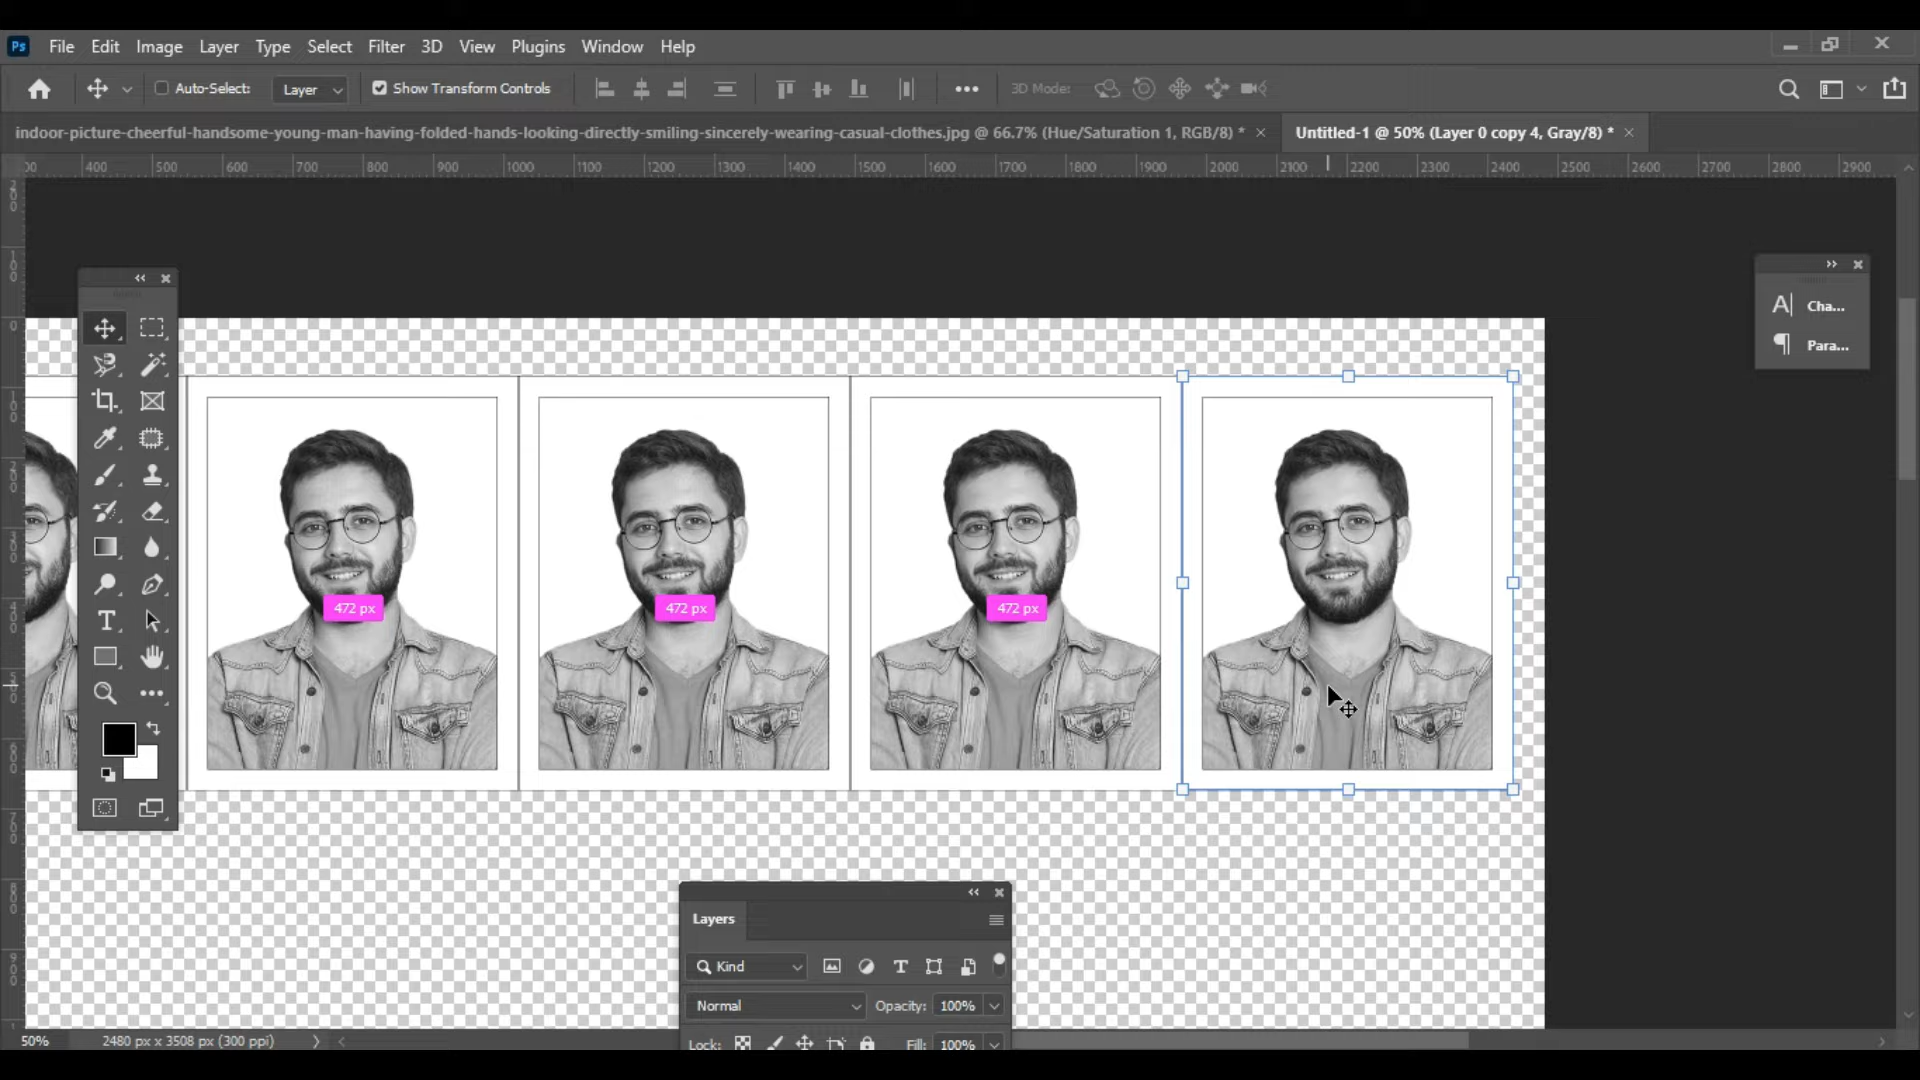 Ps File Edit Image Layer Type Select Filter 3D View Plugins Window Help
Auto-Select: Layer Show Transform Controls 3D Mode:
indoor-picture-cheerful-handsome-young-man-having-folded-hands-looking-directly-smiling-sincerely-wearing-casual-clothes.jpg @ 66.7% (Hue/Saturation 1, RGB/8) * Untitled-1 @ 50% (Layer 0 copy 4, Gray/8) *
400 500 600 700 800 900 1000 1100 1200 1300 1400 1500 1600 1700 1800 1900 2000 2100 2200 2300 2400 2500 2600 2700 2800 2900
A| Cha...
Para...
472 px 472 px 472 px
Layers
Kind
Normal Opacity: 100%
Lock: Fill: 100%
50% 2480 px x 3508 px (300 ppi)